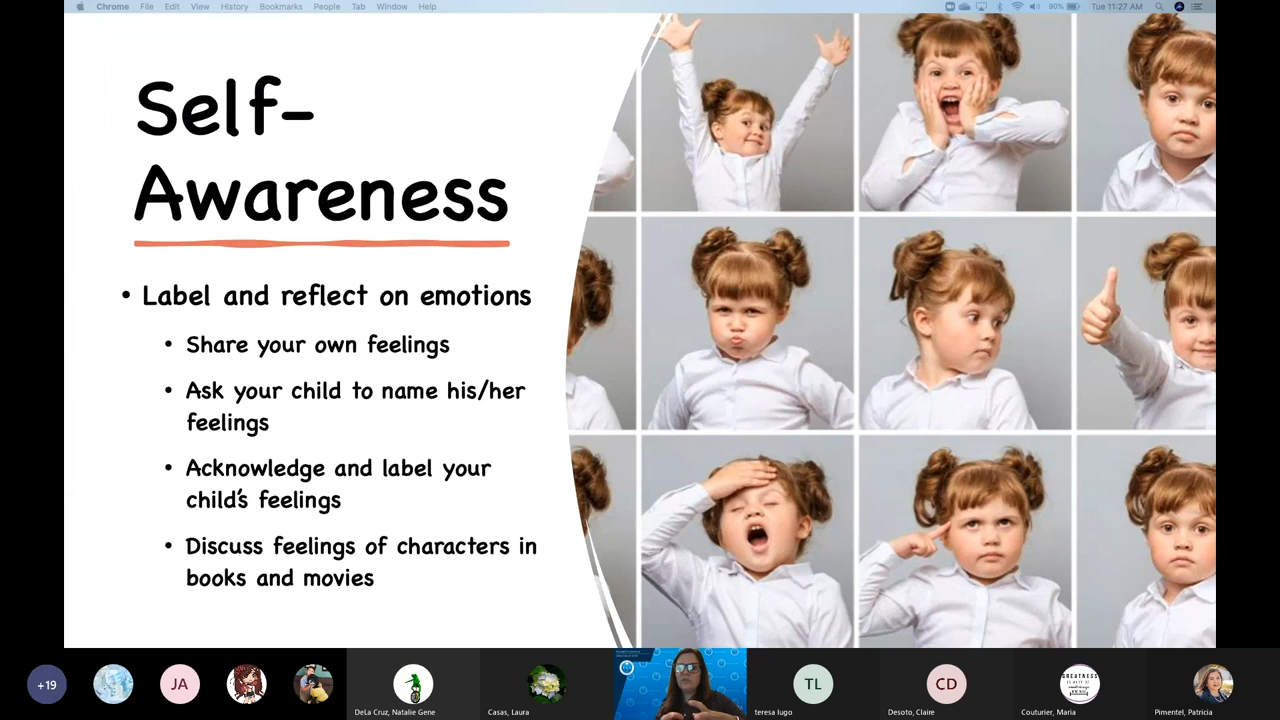 Chrome File Edit View History Bookmarks People Tab Window Help
90% Tue 11:27 AM
Self-
Awareness
• Label and reflect on emotions
• Share your own feelings
• Ask your child to name his/her
feelings
• Acknowledge and label your
child's feelings
• Discuss feelings of characters in
books and movies
+19
JA
DeLa Cruz, Natalie Gene
Casas, Laura
TL
teresa lugo
CD
Desoto, Claire
GREATNESS
Couturier, Maria
Pimentel, Patricia